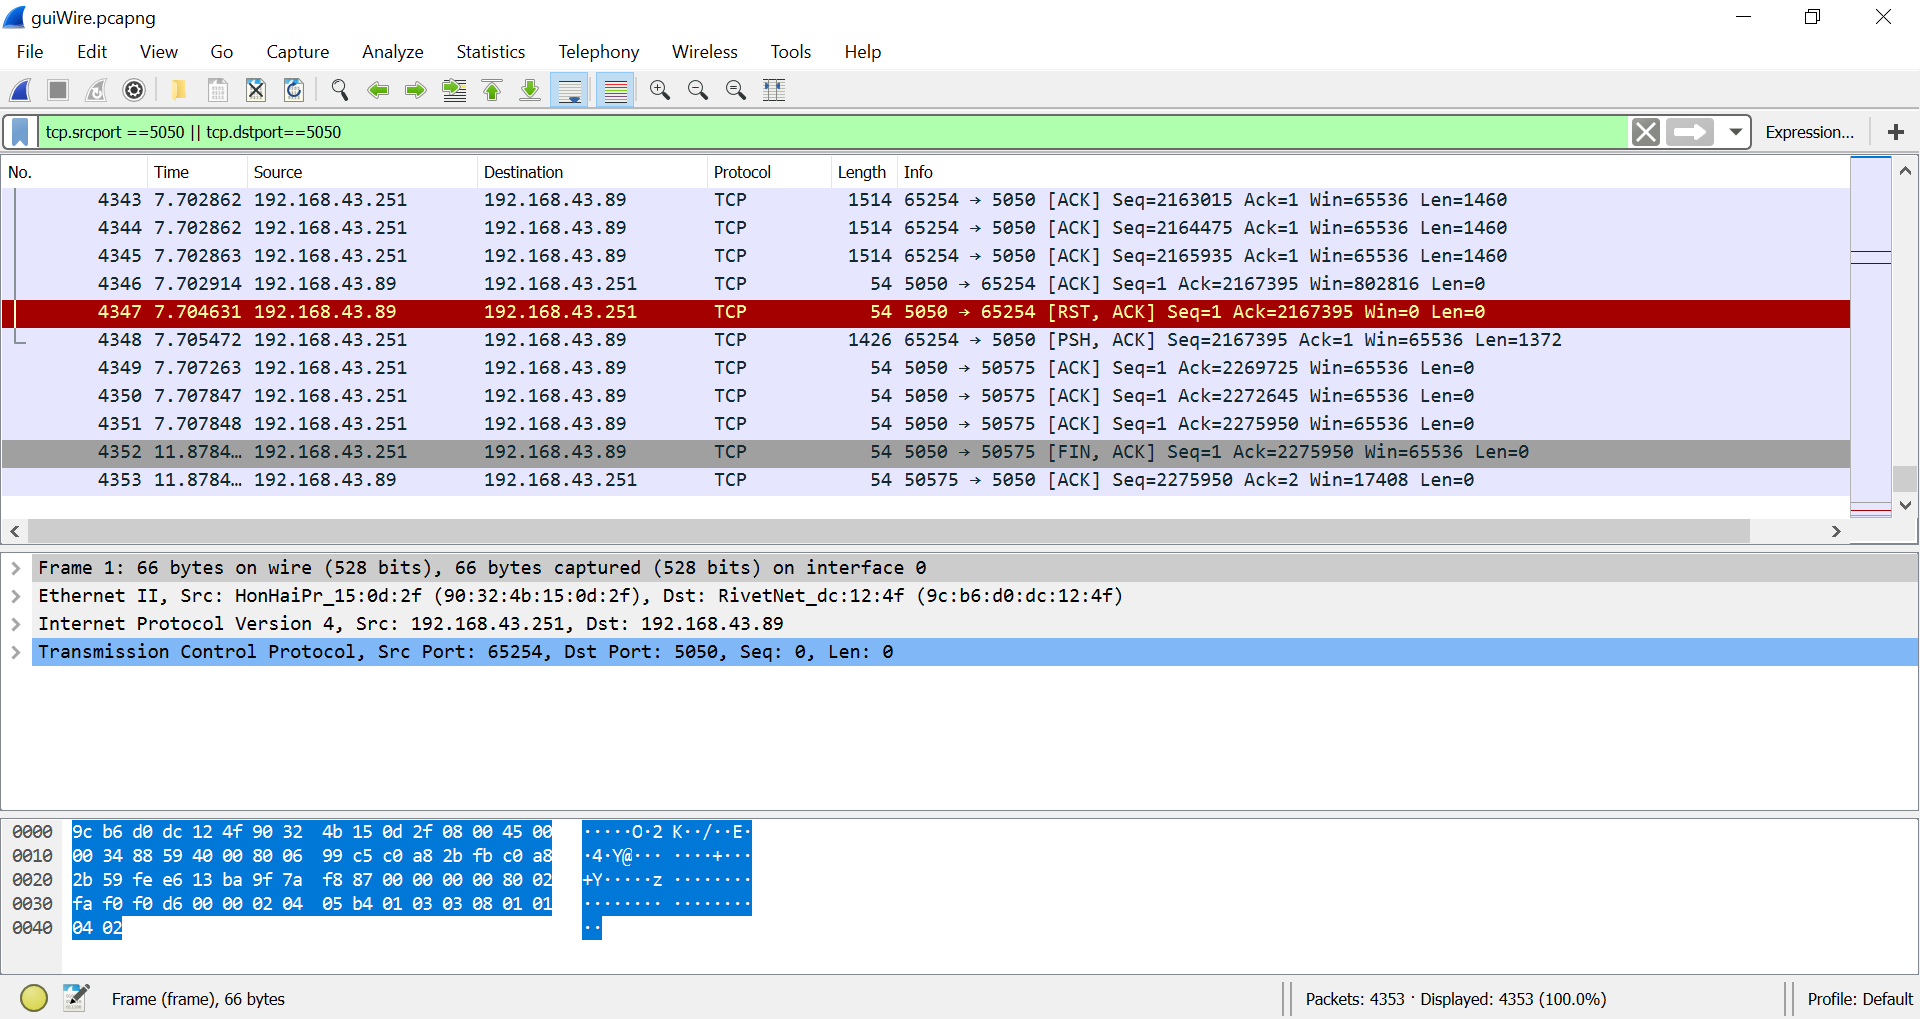 guiWire.pcapng
File Edit View Go Capture Analyze Statistics Telephony Wireless Tools Help
tcp.srcport ==5050 || tcp.dstport==5050 Expression... +
No. Time Source Destination Protocol Length Info
4343 7.702862 192.168.43.251 192.168.43.89 TCP 1514 65254 → 5050 [ACK] Seq=2163015 Ack=1 Win=65536 Len=1460
4344 7.702862 192.168.43.251 192.168.43.89 TCP 1514 65254 → 5050 [ACK] Seq=2164475 Ack=1 Win=65536 Len=1460
4345 7.702863 192.168.43.251 192.168.43.89 TCP 1514 65254 → 5050 [ACK] Seq=2165935 Ack=1 Win=65536 Len=1460
4346 7.702914 192.168.43.89 192.168.43.251 TCP 54 5050 → 65254 [ACK] Seq=1 Ack=2167395 Win=802816 Len=0
4347 7.704631 192.168.43.89 192.168.43.251 TCP 54 5050 → 65254 [RST, ACK] Seq=1 Ack=2167395 Win=0 Len=0
4348 7.705472 192.168.43.251 192.168.43.89 TCP 1426 65254 → 5050 [PSH, ACK] Seq=2167395 Ack=1 Win=65536 Len=1372
4349 7.707263 192.168.43.251 192.168.43.89 TCP 54 5050 → 50575 [ACK] Seq=1 Ack=2269725 Win=65536 Len=0
4350 7.707847 192.168.43.251 192.168.43.89 TCP 54 5050 → 50575 [ACK] Seq=1 Ack=2272645 Win=65536 Len=0
4351 7.707848 192.168.43.251 192.168.43.89 TCP 54 5050 → 50575 [ACK] Seq=1 Ack=2275950 Win=65536 Len=0
4352 11.8784… 192.168.43.251 192.168.43.89 TCP 54 5050 → 50575 [FIN, ACK] Seq=1 Ack=2275950 Win=65536 Len=0
4353 11.8784… 192.168.43.89 192.168.43.251 TCP 54 50575 → 5050 [ACK] Seq=2275950 Ack=2 Win=17408 Len=0
Frame 1: 66 bytes on wire (528 bits), 66 bytes captured (528 bits) on interface 0
Ethernet II, Src: HonHaiPr_15:0d:2f (90:32:4b:15:0d:2f), Dst: RivetNet_dc:12:4f (9c:b6:d0:dc:12:4f)
Internet Protocol Version 4, Src: 192.168.43.251, Dst: 192.168.43.89
Transmission Control Protocol, Src Port: 65254, Dst Port: 5050, Seq: 0, Len: 0
0000 9c b6 d0 dc 12 4f 90 32 4b 15 0d 2f 08 00 45 00 ·····O·2 K··/··E·
0010 00 34 88 59 40 00 80 06 99 c5 c0 a8 2b fb c0 a8 ·4·Y@··· ····+···
0020 2b 59 fe e6 13 ba 9f 7a f8 87 00 00 00 00 80 02 +Y·····z ········
0030 fa f0 f0 d6 00 00 02 04 05 b4 01 03 03 08 01 01 ········ ········
0040 04 02 ··
Frame (frame), 66 bytes Packets: 4353 · Displayed: 4353 (100.0%) Profile: Default